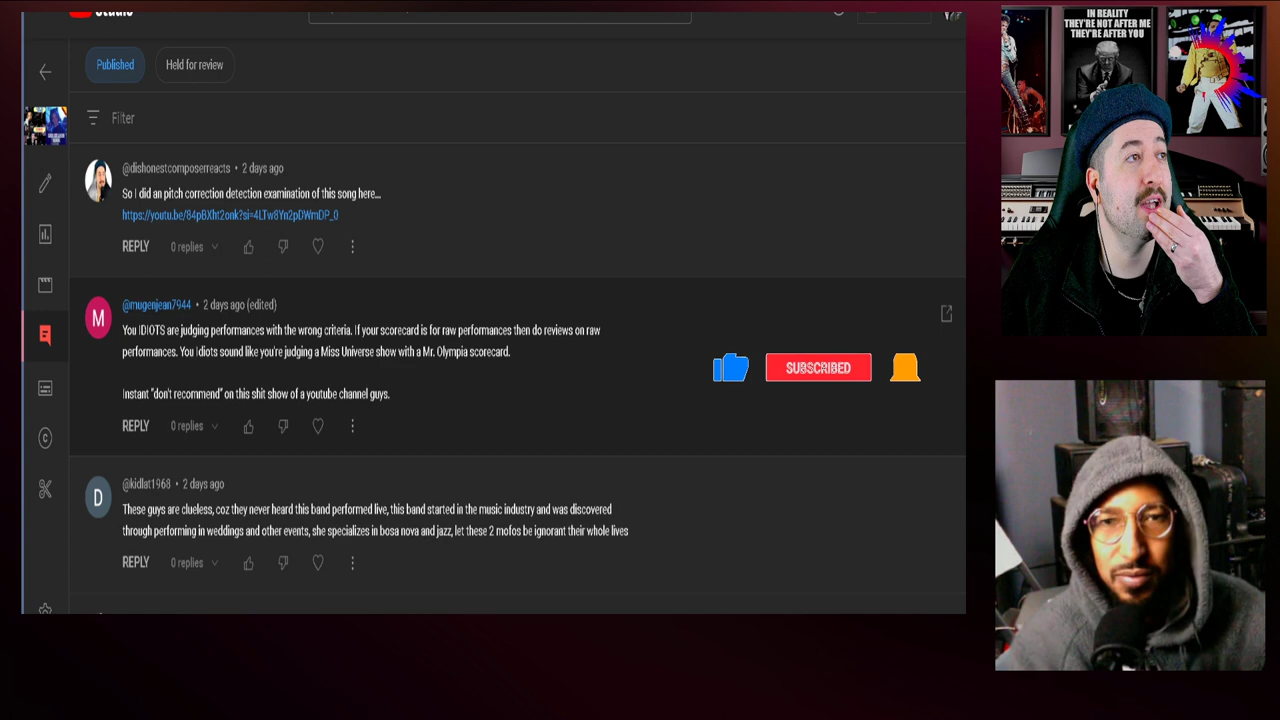 Studio
Published
Held for review
Filter
@dishonestcomposerreacts • 2 days ago
So I did an pitch correction detection examination of this song here...
https://youtu.be/84pBXht2onk?si=4LTw8Yn2pDWmDP_0
REPLY
0 replies
M
@mugenjean7944 • 2 days ago (edited)
You IDIOTS are judging performances with the wrong criteria. If your scorecard is for raw performances then do reviews on raw
performances. You Idiots sound like you're judging a Miss Universe show with a Mr. Olympia scorecard.
Instant "don't recommend" on this shit show of a youtube channel guys.
REPLY
0 replies
SUBSCRIBED
D
@kidlat1968 • 2 days ago
These guys are clueless, coz they never heard this band performed live, this band started in the music industry and was discovered
through performing in weddings and other events, she specializes in bosa nova and jazz, let these 2 mofos be ignorant their whole lives
REPLY
0 replies
IN REALITY
THEY'RE NOT AFTER ME
THEY'RE AFTER YOU